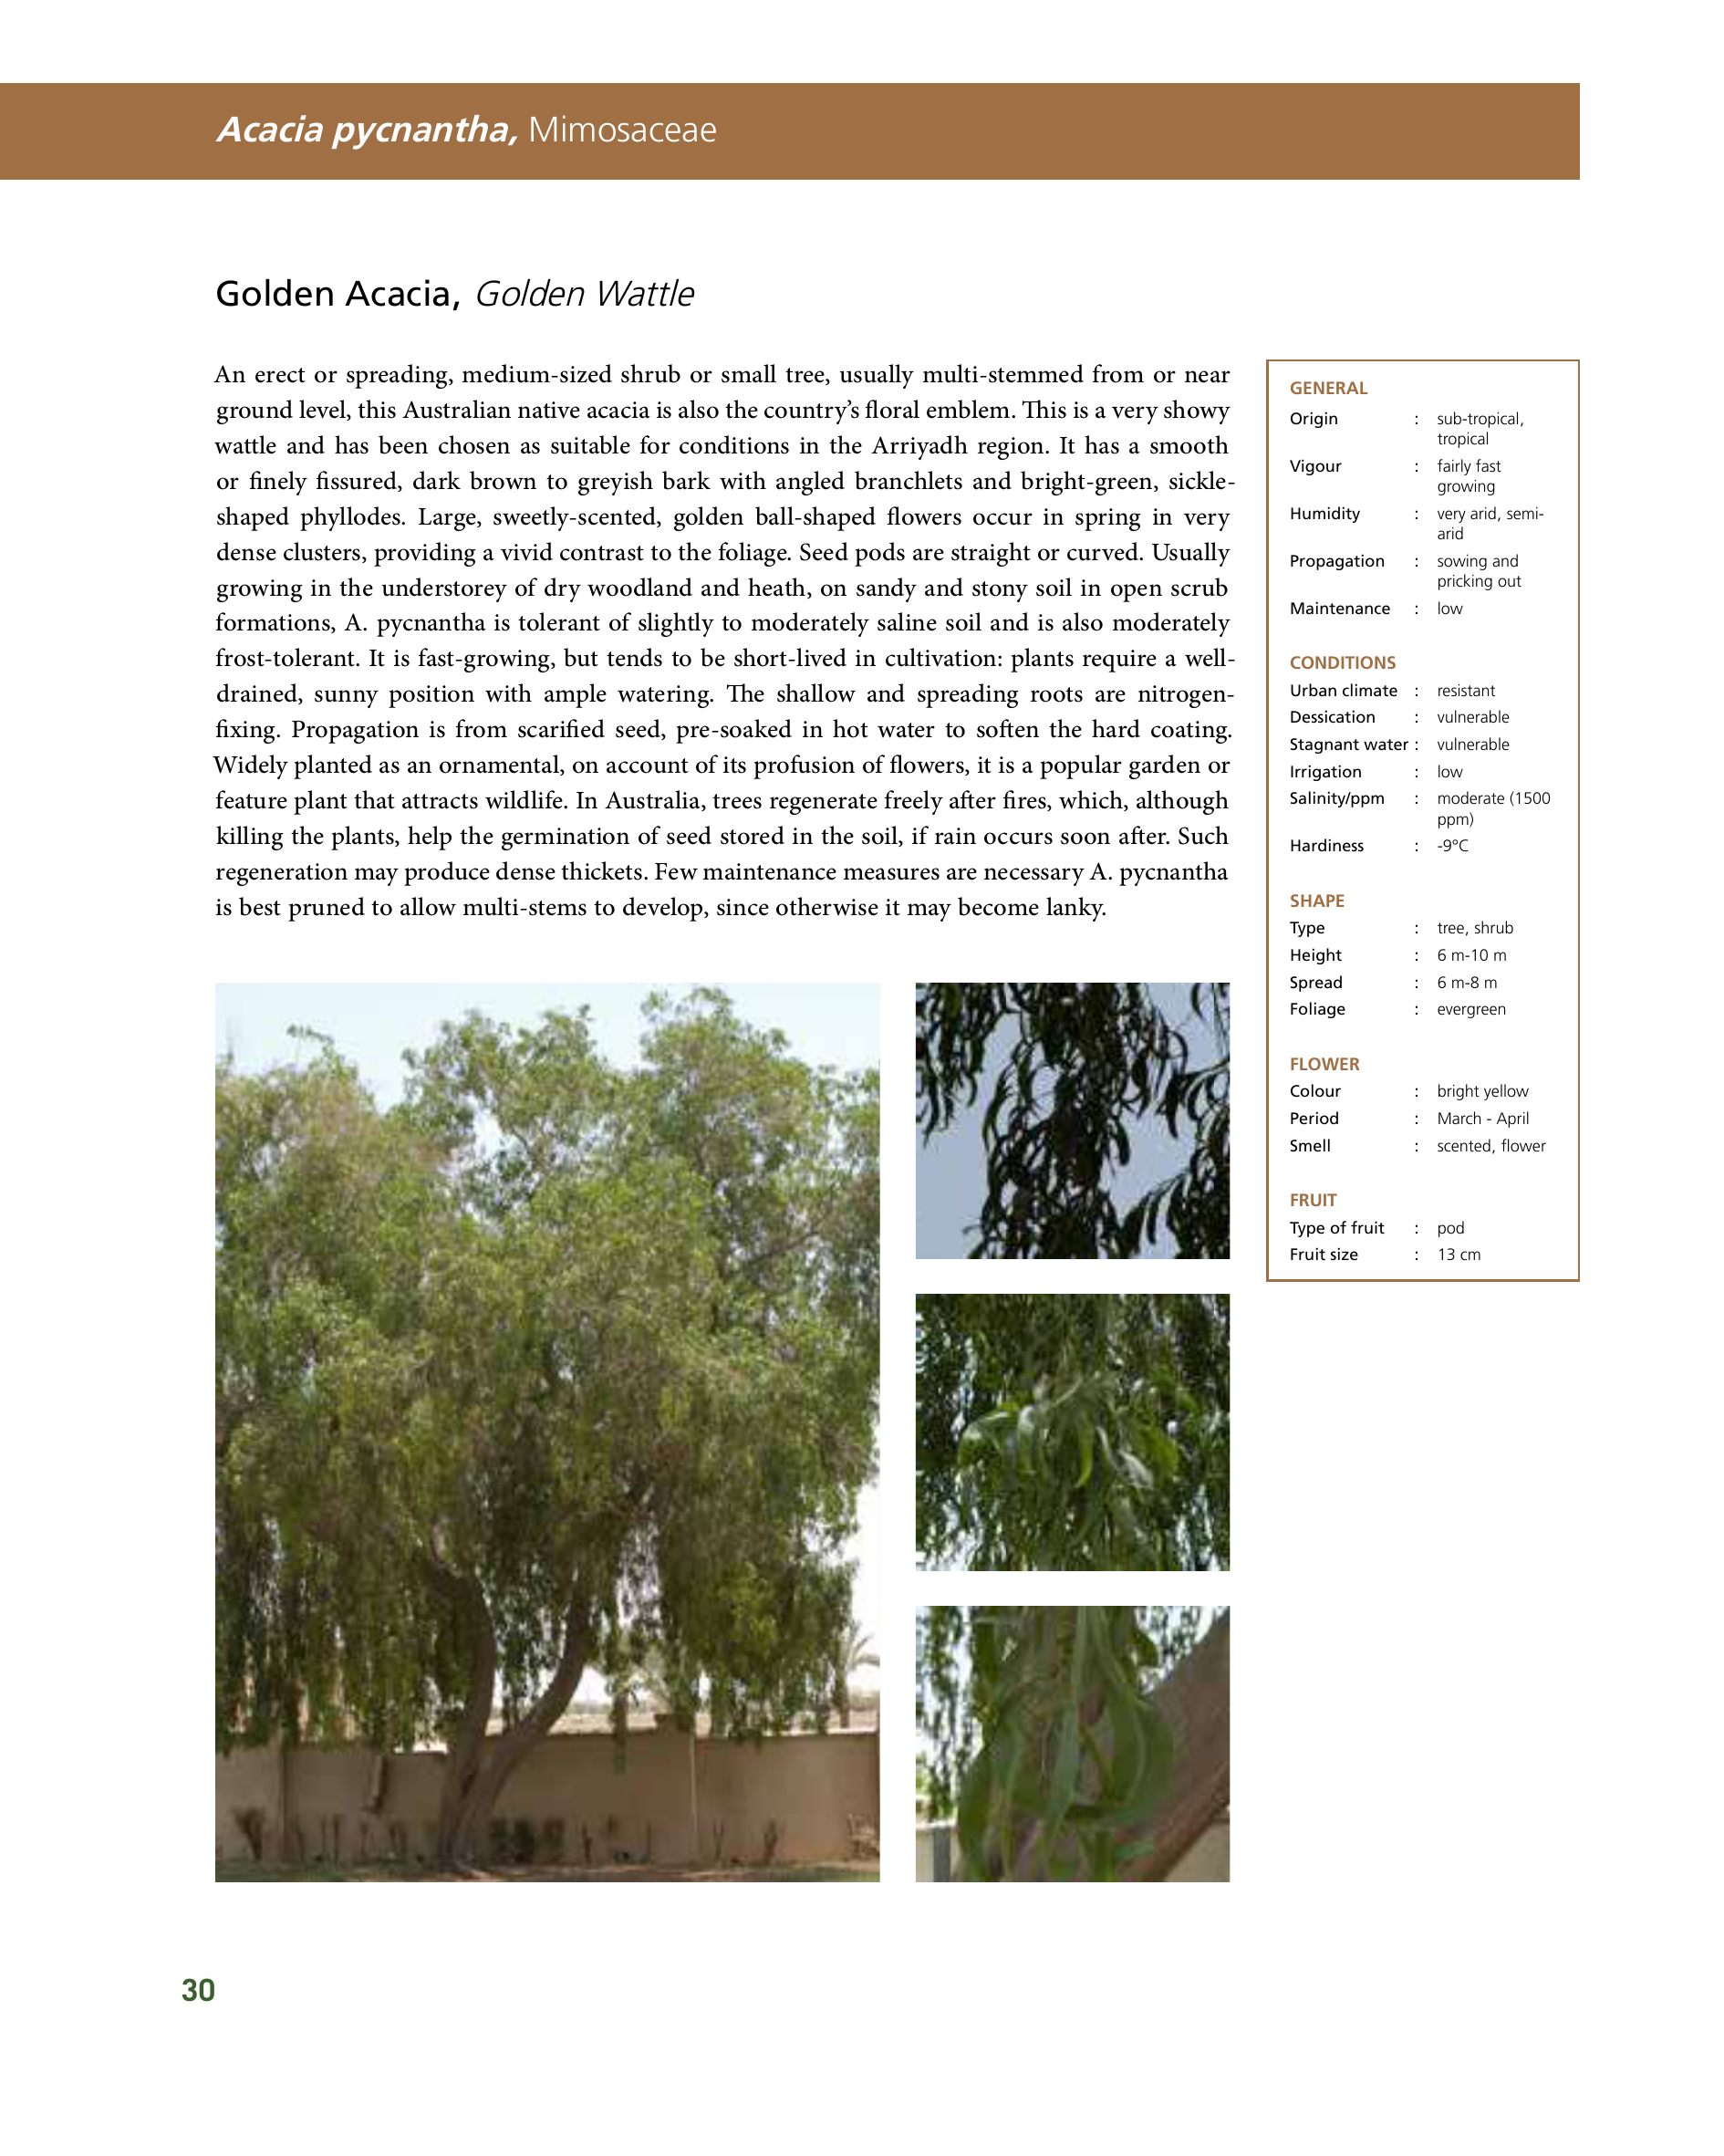 Acacia pycnantha, Mimosaceae
Golden Acacia, Golden Wattle
An erect or spreading, medium-sized shrub or small tree, usually multi-stemmed from or near
ground level, this Australian native acacia is also the country's floral emblem. This is a very showy
wattle and has been chosen as suitable for conditions in the Arriyadh region. It has a smooth
or finely fissured, dark brown to greyish bark with angled branchlets and bright-green, sickle-
shaped phyllodes. Large, sweetly-scented, golden ball-shaped flowers occur in spring in very
dense clusters, providing a vivid contrast to the foliage. Seed pods are straight or curved. Usually
growing in the understorey of dry woodland and heath, on sandy and stony soil in open scrub
formations, A. pycnantha is tolerant of slightly to moderately saline soil and is also moderately
frost-tolerant. It is fast-growing, but tends to be short-lived in cultivation: plants require a well-
drained, sunny position with ample watering. The shallow and spreading roots are nitrogen-
fixing. Propagation is from scarified seed, pre-soaked in hot water to soften the hard coating.
Widely planted as an ornamental, on account of its profusion of flowers, it is a popular garden or
feature plant that attracts wildlife. In Australia, trees regenerate freely after fires, which, although
killing the plants, help the germination of seed stored in the soil, if rain occurs soon after. Such
regeneration may produce dense thickets. Few maintenance measures are necessary A. pycnantha
is best pruned to allow multi-stems to develop, since otherwise it may become lanky.
GENERAL
Origin : sub-tropical,
tropical
Vigour : fairly fast
growing
Humidity : very arid, semi-
arid
Propagation : sowing and
pricking out
Maintenance : low
CONDITIONS
Urban climate : resistant
Dessication : vulnerable
Stagnant water : vulnerable
Irrigation : low
Salinity/ppm : moderate (1500
ppm)
Hardiness : -9°C
SHAPE
Type : tree, shrub
Height : 6 m-10 m
Spread : 6 m-8 m
Foliage : evergreen
FLOWER
Colour : bright yellow
Period : March - April
Smell : scented, flower
FRUIT
Type of fruit : pod
Fruit size : 13 cm
30